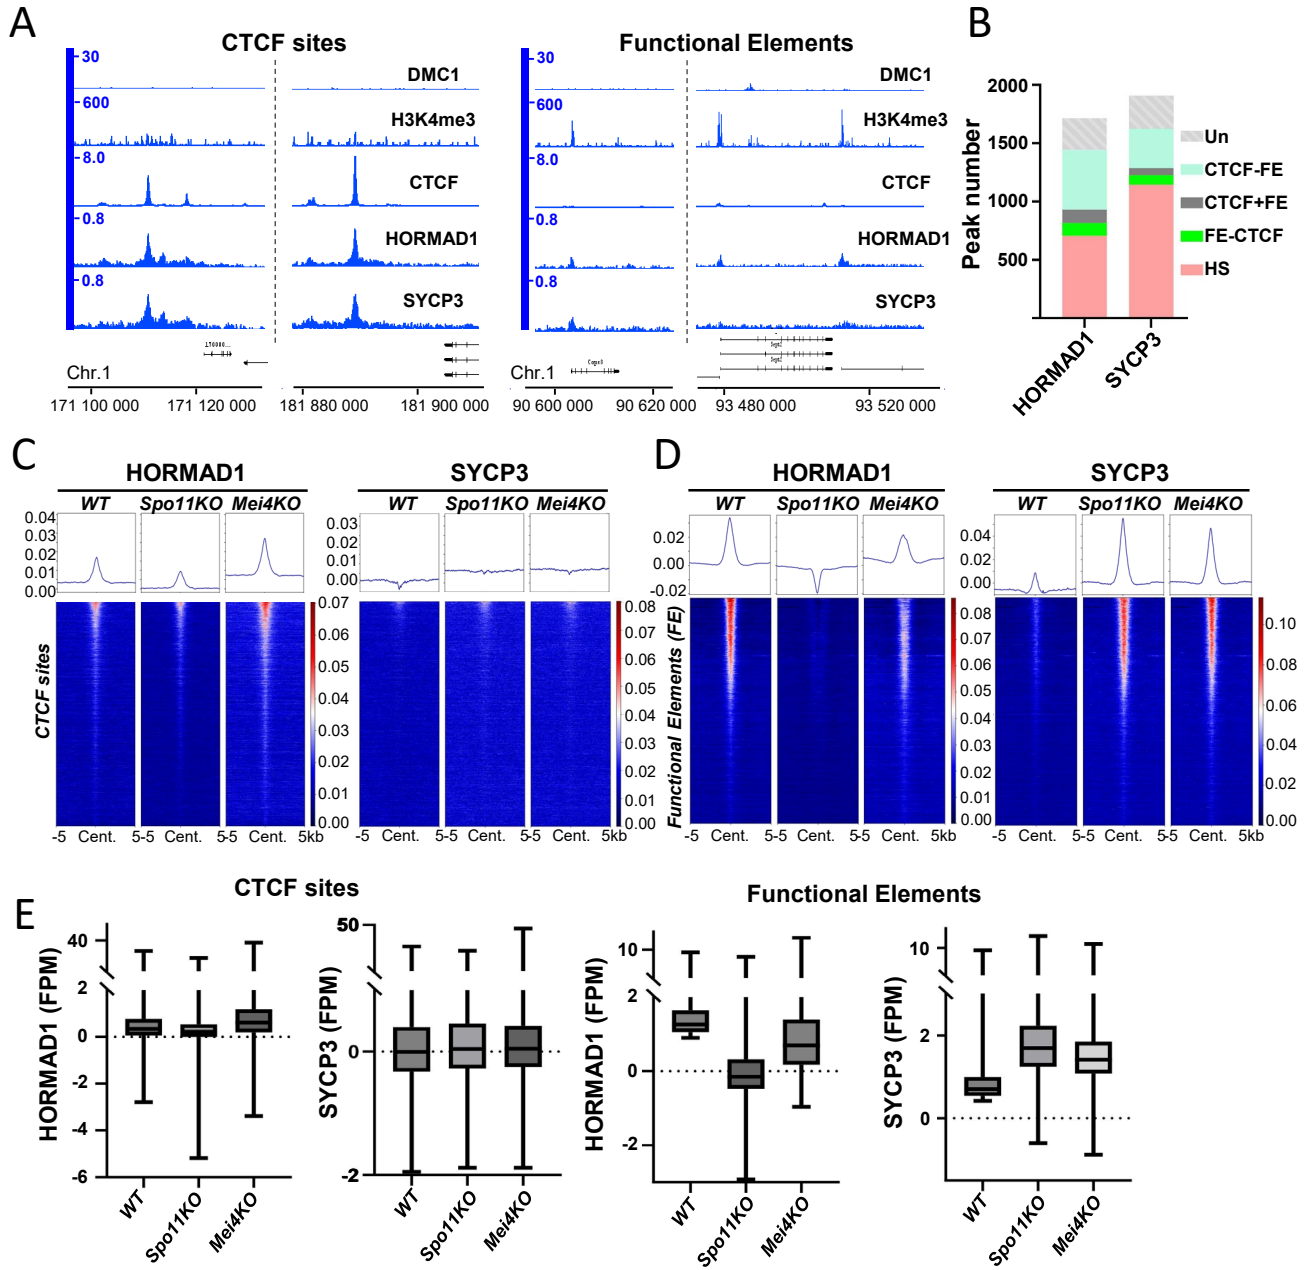 A
CTCF sites
Functional Elements
30
DMC1
600
H3K4me3
8.0
CTCF
0.8
HORMAD1
0.8
SYCP3
30
DMC1
600
H3K4me3
8.0
CTCF
0.8
HORMAD1
0.8
SYCP3
Chr.1
171 100 000
171 120 000
181 880 000
181 900 000
Chr.1
90 600 000
90 620 000
93 480 000
93 520 000
B
Peak number
2000
1500
1000
500
HORMAD1
SYCP3
Un
CTCF-FE
CTCF+FE
FE-CTCF
HS
C
HORMAD1
SYCP3
WT Spo11KO Mei4KO
WT Spo11KO Mei4KO
0.04
0.03
0.02
0.01
0.00
0.03
0.02
0.01
0.00
CTCF sites
0.07
0.06
0.05
0.04
0.03
0.02
0.01
0.00
0.08
0.07
0.06
0.05
0.04
0.03
0.02
0.01
0.00
-5 Cent. 5-5 Cent. 5-5 Cent. 5kb
-5 Cent. 5-5 Cent. 5-5 Cent. 5kb
D
HORMAD1
SYCP3
WT Spo11KO Mei4KO
WT Spo11KO Mei4KO
0.02
0.00
-0.02
0.04
0.02
0.00
Functional Elements (FE)
0.08
0.07
0.06
0.05
0.04
0.03
0.02
0.01
0.00
0.10
0.08
0.06
0.04
0.02
0.00
-5 Cent. 5-5 Cent. 5-5 Cent. 5kb
-5 Cent. 5-5 Cent. 5-5 Cent. 5kb
E
CTCF sites
Functional Elements
HORMAD1 (FPM)
40
2
0
-2
-4
-6
WT
Spo11KO
Mei4KO
SYCP3 (FPM)
50
0
-2
WT
Spo11KO
Mei4KO
HORMAD1 (FPM)
10
2
0
-2
WT
Spo11KO
Mei4KO
SYCP3 (FPM)
10
2
0
WT
Spo11KO
Mei4KO